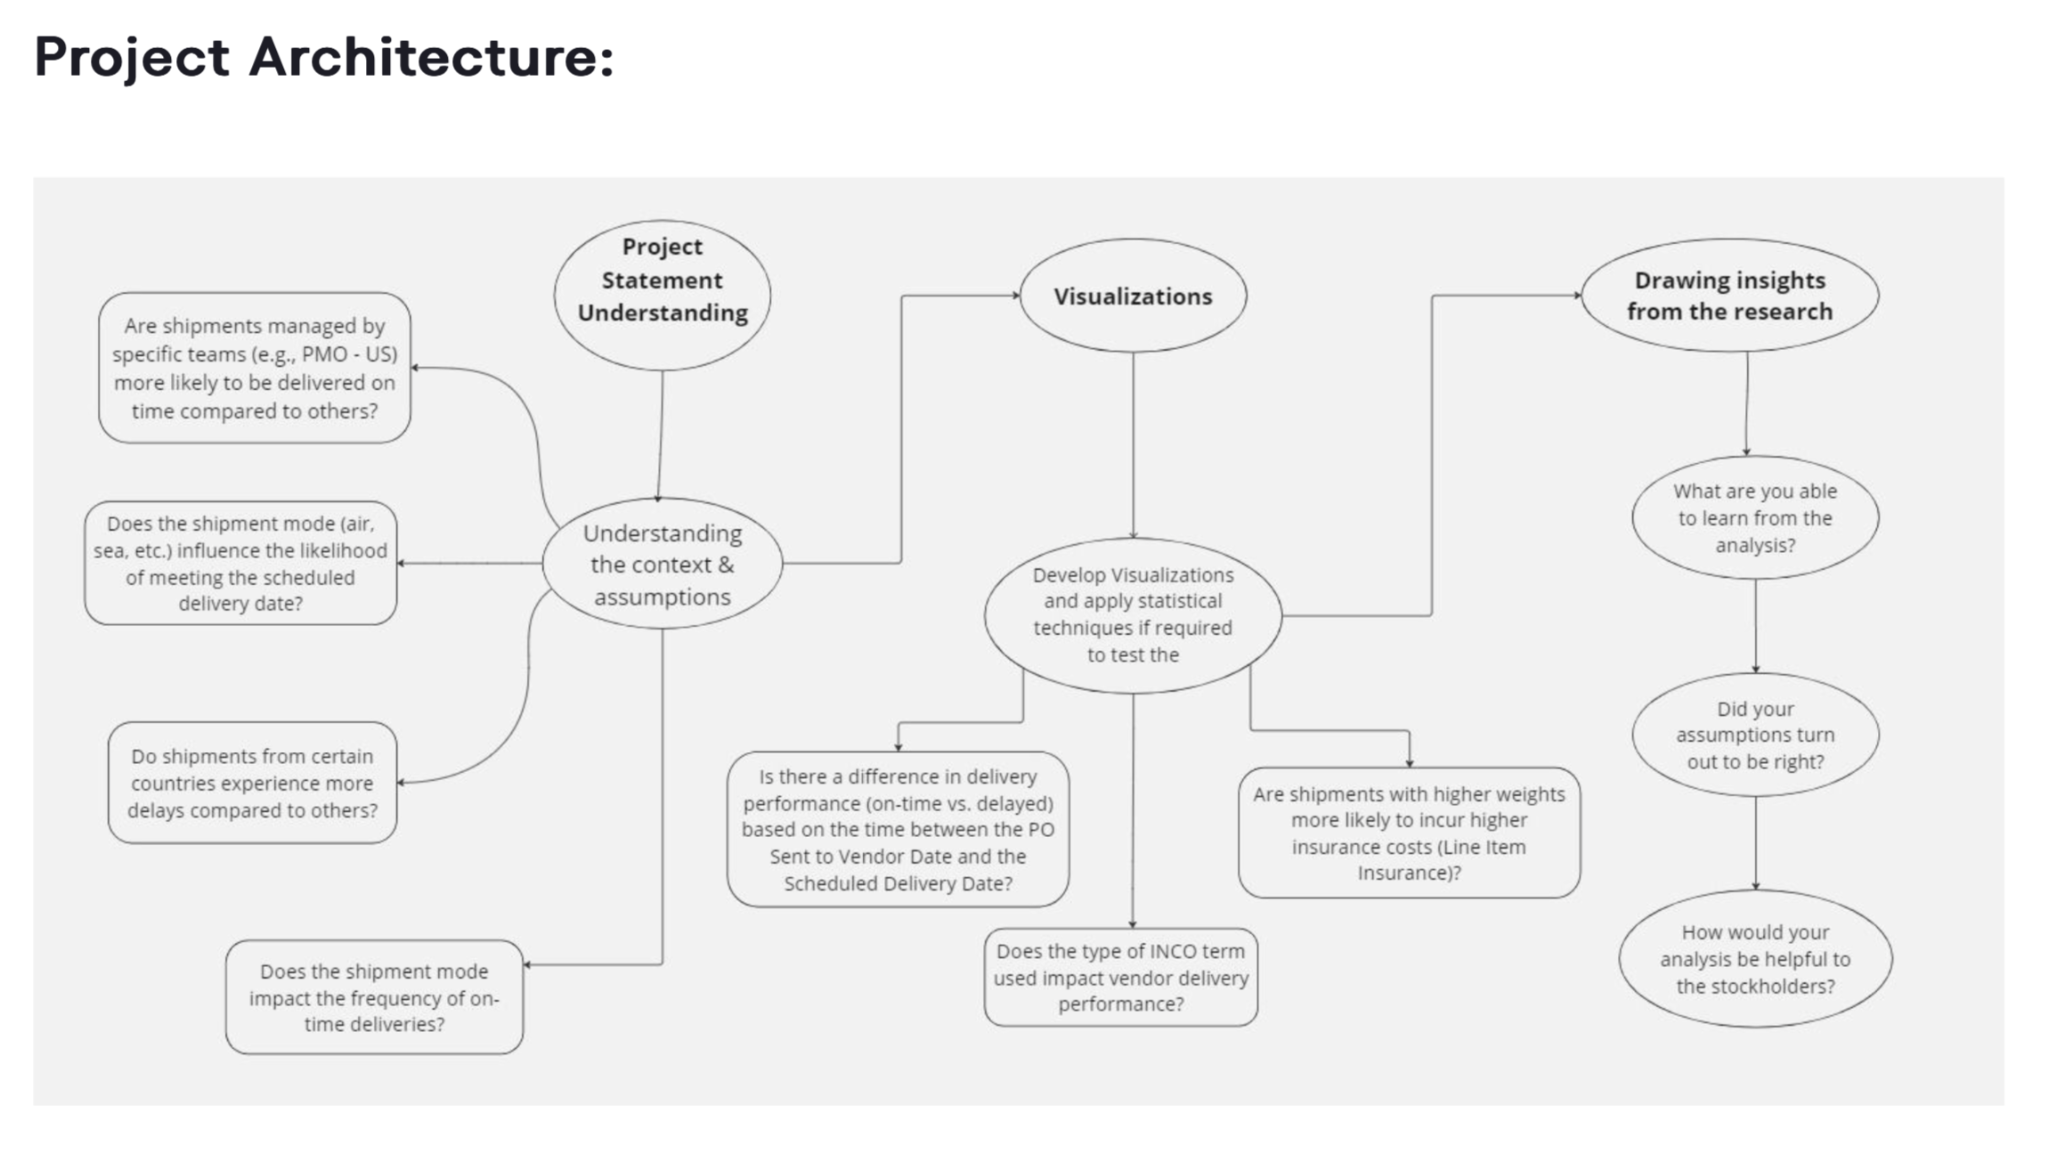 Project Architecture:
Project
Statement
Understanding
Are shipments managed by
specific teams (e.g., PMO - US)
more likely to be delivered on
time compared to others?
Does the shipment mode (air,
sea, etc.) influence the likelihood
of meeting the scheduled
delivery date?
Understanding
the context &
assumptions
Do shipments from certain
countries experience more
delays compared to others?
Does the shipment mode
impact the frequency of on-
time deliveries?
Visualizations
Develop Visualizations
and apply statistical
techniques if required
to test the
Is there a difference in delivery
performance (on-time vs. delayed)
based on the time between the PO
Sent to Vendor Date and the
Scheduled Delivery Date?
Does the type of INCO term
used impact vendor delivery
performance?
Are shipments with higher weights
more likely to incur higher
insurance costs (Line Item
Insurance)?
Drawing insights
from the research
What are you able
to learn from the
analysis?
Did your
assumptions turn
out to be right?
How would your
analysis be helpful to
the stockholders?